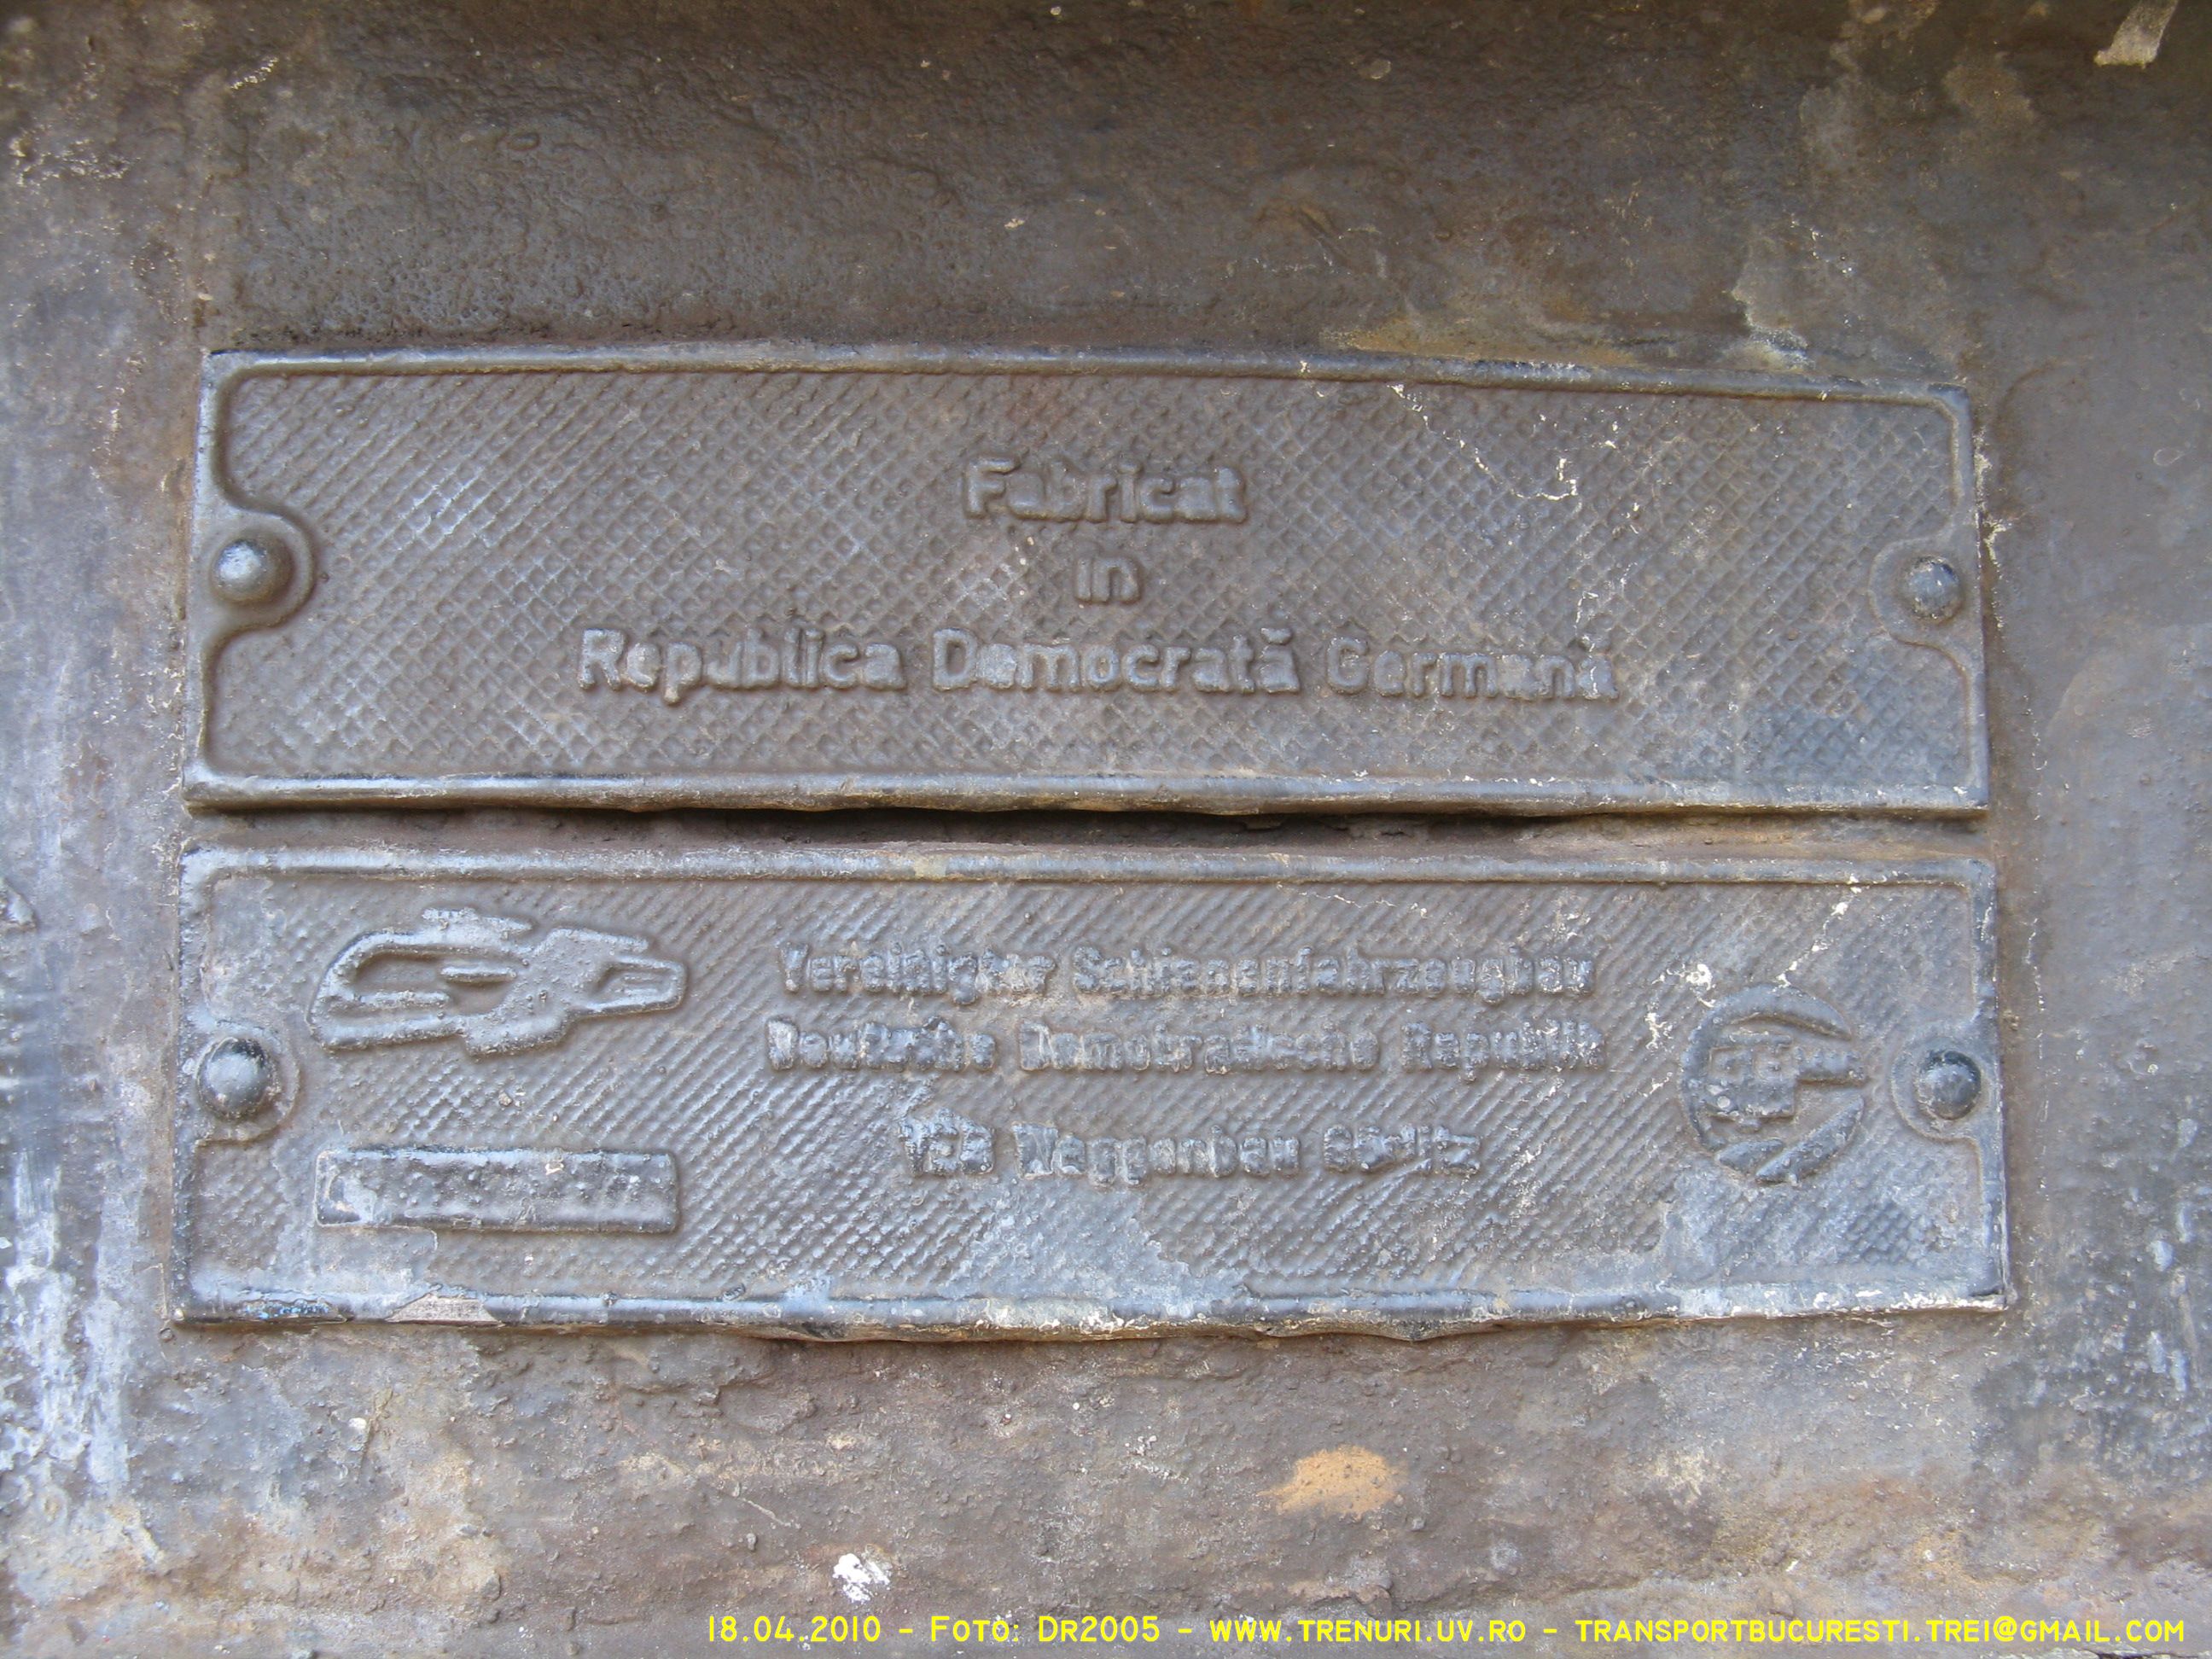 Fabricat
in
Republica Democrată Germană
Vereinigter Schienenfahrzeugbau
Deutsche Demokratische Republik
VEB Waggonbau Görlitz
18.04.2010 - Foto: Dr2005 - www.trenuri.uv.ro - transportbucuresti.trei@gmail.com